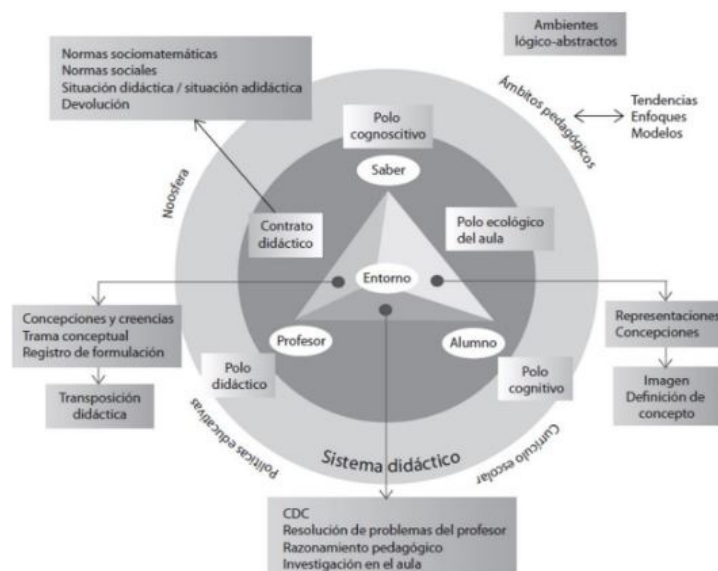 Ambientes
lógico-abstractos
Normas sociomatemáticas
Normas sociales
Situación didáctica / situación adidáctica
Devolución
Ámbitos pedagógicos
Tendencias
Enfoques
Modelos
Polo
cognoscitivo
Saber
Noosfera
Contrato
didáctico
Polo ecológico
del aula
Entorno
Concepciones y creencias
Trama conceptual
Registro de formulación
Profesor
Alumno
Representaciones
Concepciones
Polo
didáctico
Polo
cognitivo
Transposición
didáctica
Imagen
Definición de
concepto
Políticas educativas
Sistema didáctico
Currículo escolar
CDC
Resolución de problemas del profesor
Razonamiento pedagógico
Investigación en el aula